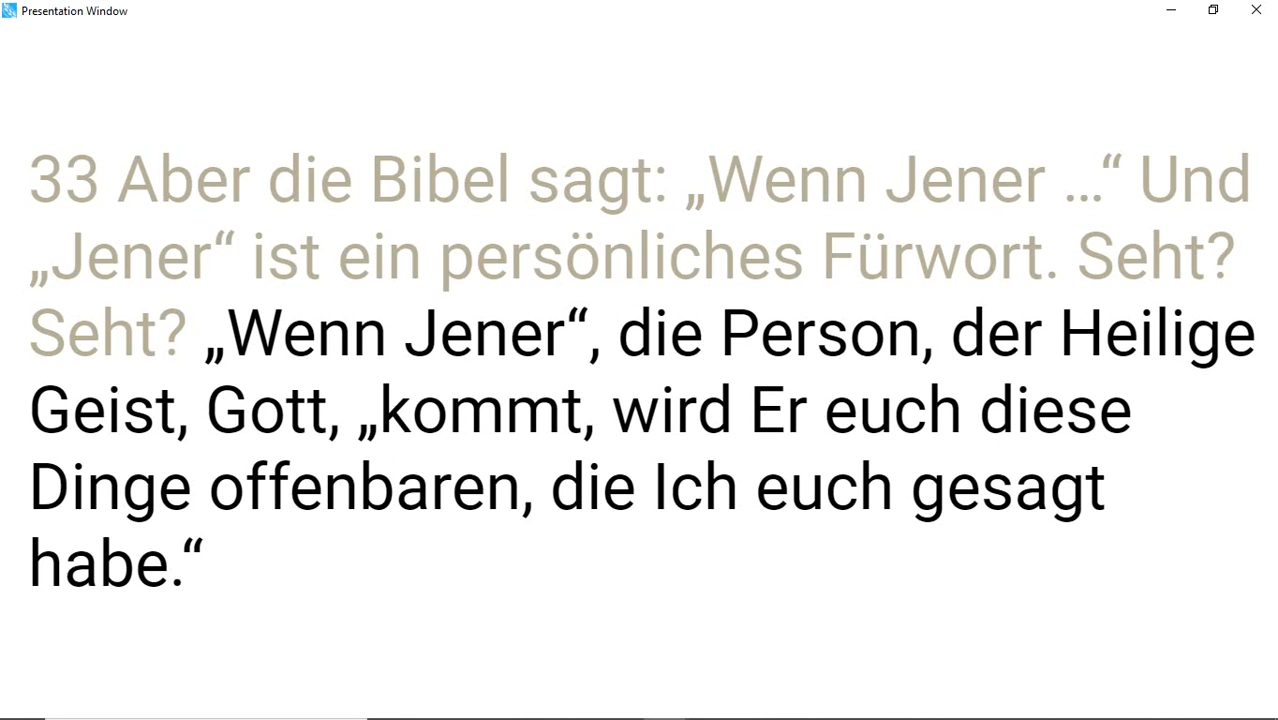 Presentation Window
33 Aber die Bibel sagt: „Wenn Jener …“ Und
„Jener“ ist ein persönliches Fürwort. Seht?
Seht? „Wenn Jener“, die Person, der Heilige
Geist, Gott, „kommt, wird Er euch diese
Dinge offenbaren, die Ich euch gesagt
habe.“